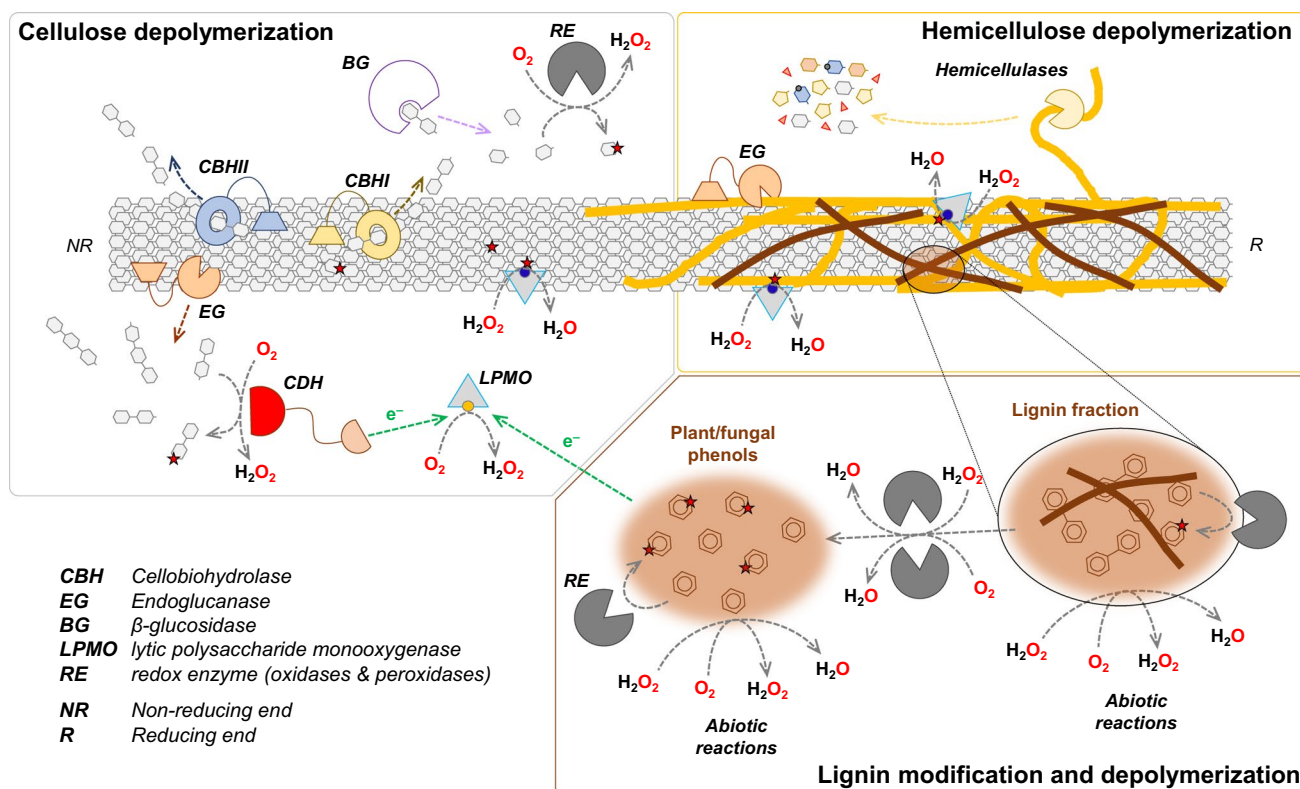 Cellulose depolymerization
RE
O₂
H₂O₂
BG
CBHII
CBHI
NR
EG
H₂O₂
H₂O
O₂
CDH
LPMO
e⁻
H₂O₂
O₂
H₂O₂
Hemicellulose depolymerization
Hemicellulases
EG
H₂O
H₂O₂
R
H₂O₂
H₂O
e⁻
Plant/fungal
phenols
Lignin fraction
H₂O
H₂O₂
RE
H₂O
O₂
H₂O₂
O₂
H₂O₂
H₂O
Abiotic
reactions
H₂O₂
O₂
H₂O₂
H₂O
Abiotic
reactions
Lignin modification and depolymerization
CBH Cellobiohydrolase
EG Endoglucanase
BG β-glucosidase
LPMO lytic polysaccharide monooxygenase
RE redox enzyme (oxidases & peroxidases)
NR Non-reducing end
R Reducing end